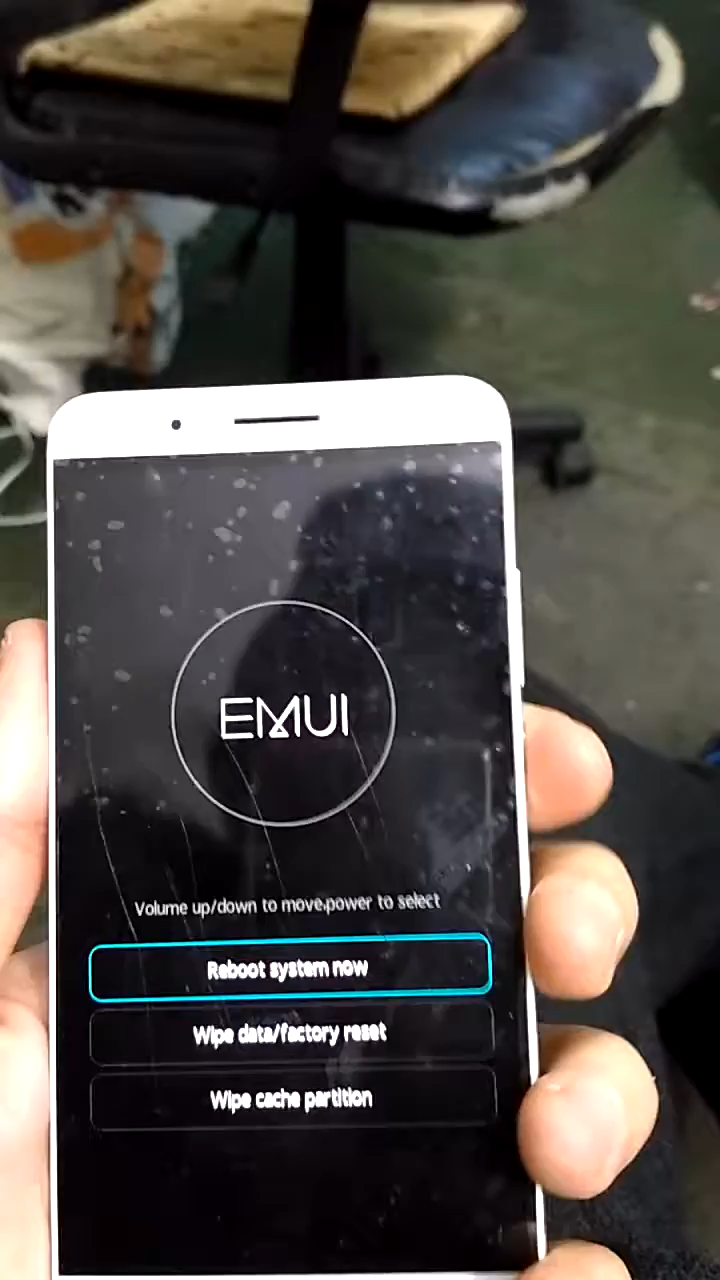 EMUI
Volume up/down to move,power to select
Reboot system now
Wipe data/factory reset
Wipe cache partition